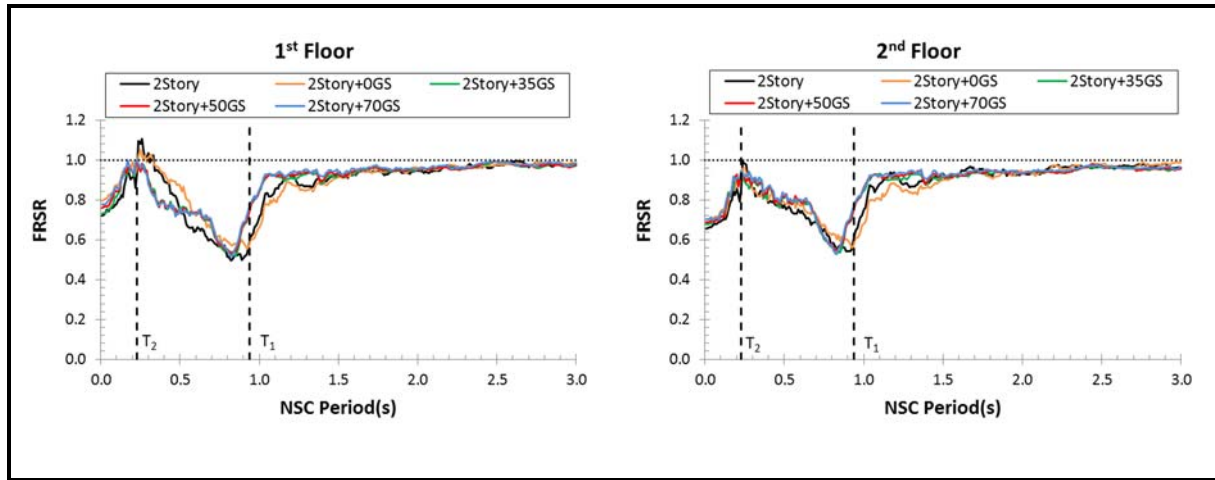 1st Floor
2Story 2Story+0GS 2Story+35GS
2Story+50GS 2Story+70GS
1.2
1.0
0.8
0.6
0.4
0.2
0.0
FRSR
T2
T1
0.0 0.5 1.0 1.5 2.0 2.5 3.0
NSC Period(s)
2nd Floor
2Story 2Story+0GS 2Story+35GS
2Story+50GS 2Story+70GS
1.2
1.0
0.8
0.6
0.4
0.2
0.0
FRSR
T2
T1
0.0 0.5 1.0 1.5 2.0 2.5 3.0
NSC Period(s)